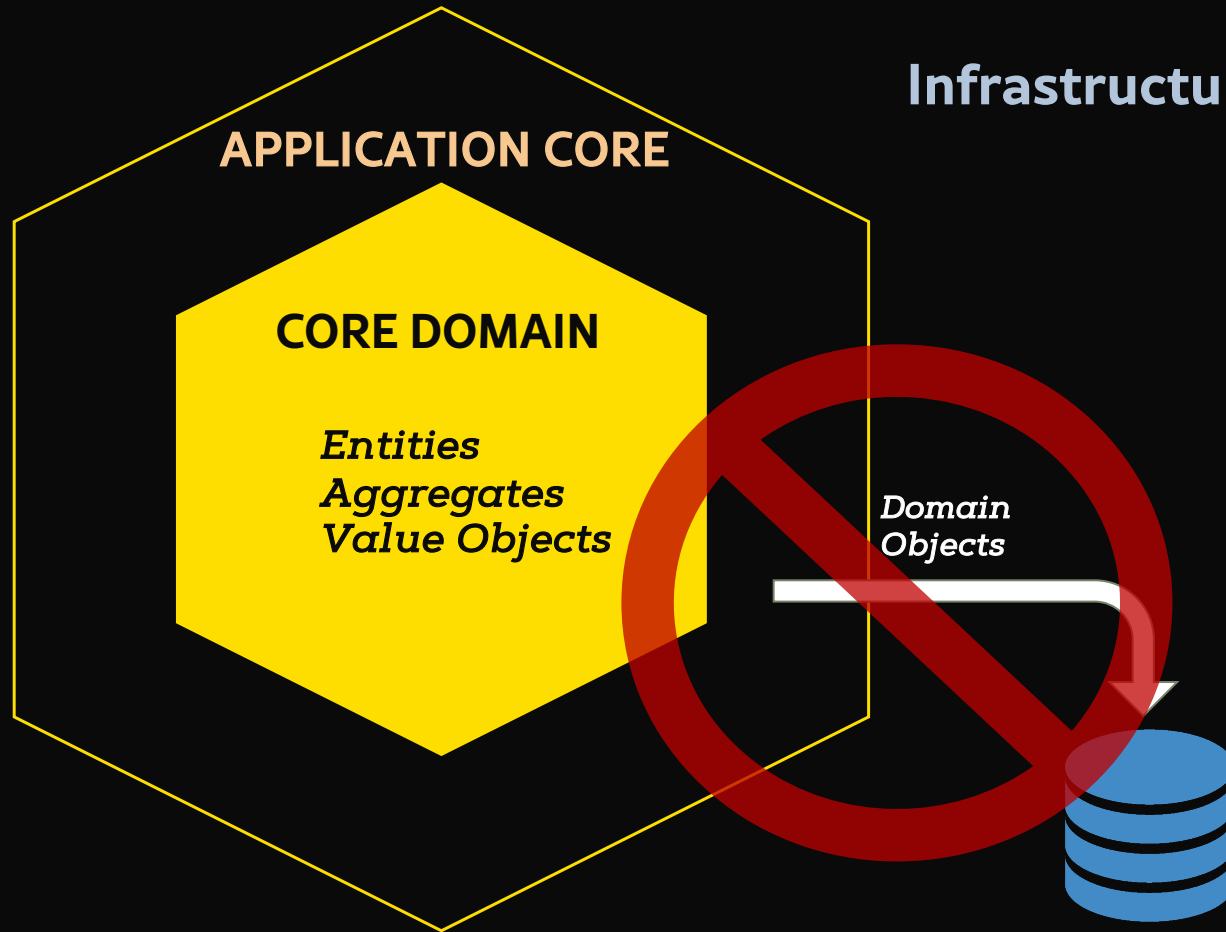 Infrastructu
APPLICATION CORE
CORE DOMAIN
Entities
Aggregates
Value Objects
Domain
Objects